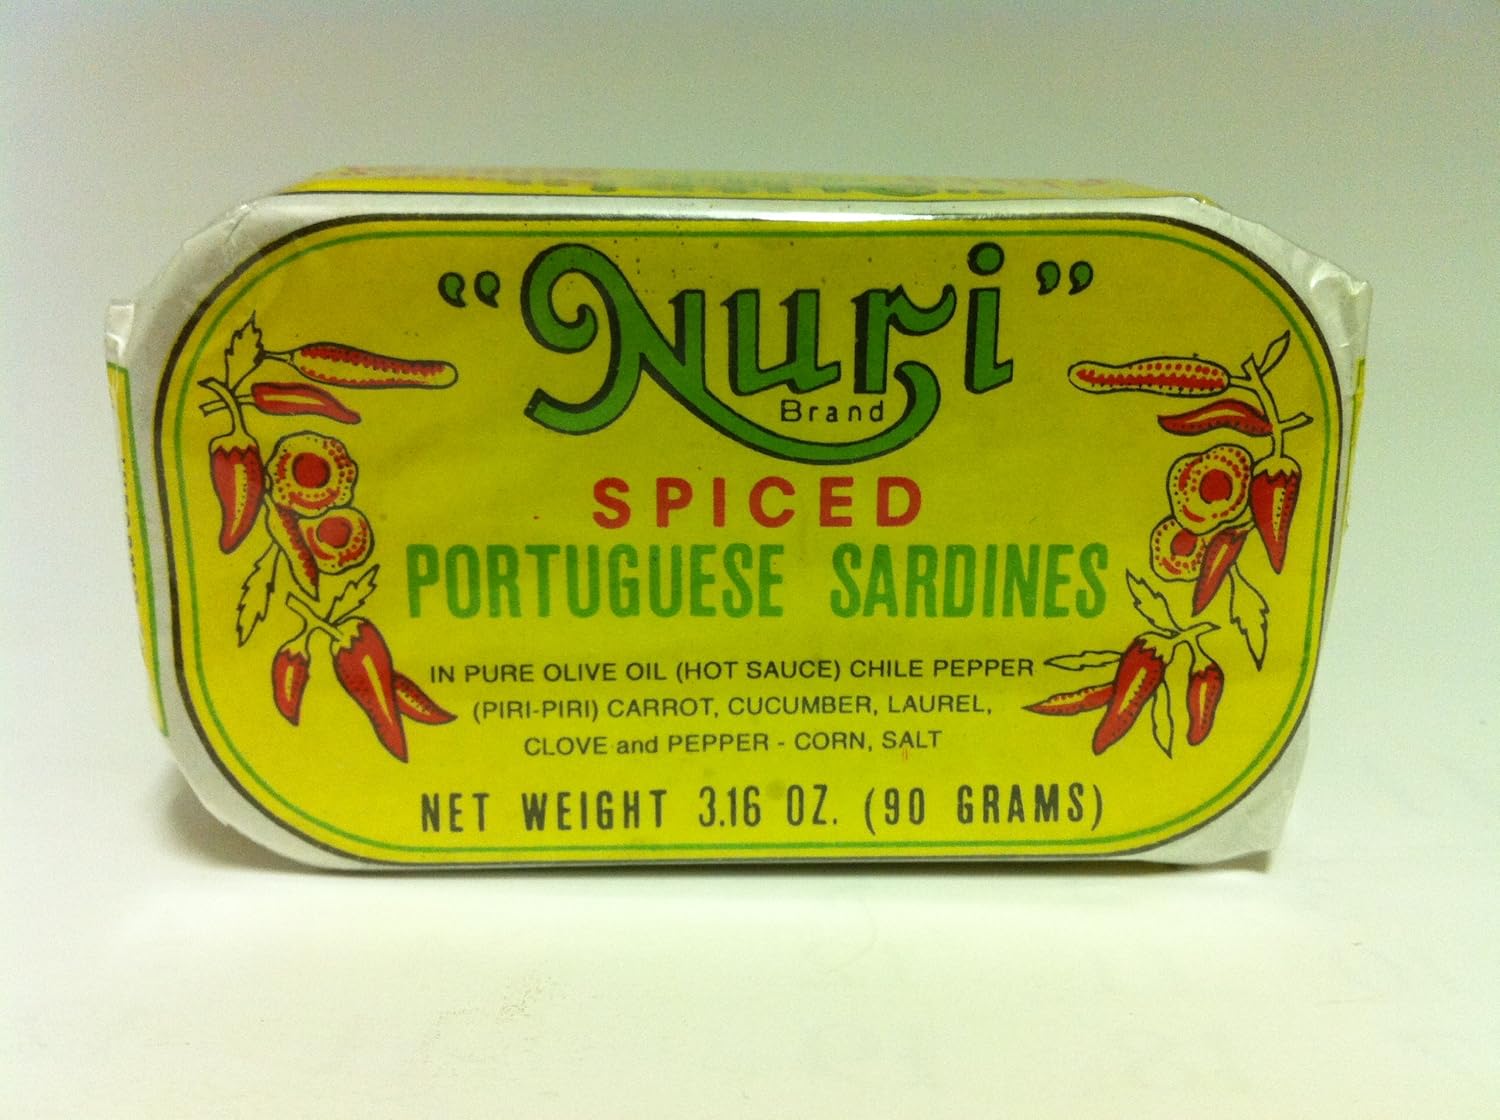 "Nuri"
Brand
SPICED
PORTUGUESE SARDINES
IN PURE OLIVE OIL (HOT SAUCE) CHILE PEPPER
(PIRI-PIRI) CARROT, CUCUMBER, LAUREL,
CLOVE and PEPPER - CORN, SALT
NET WEIGHT 3.16 OZ. (90 GRAMS)